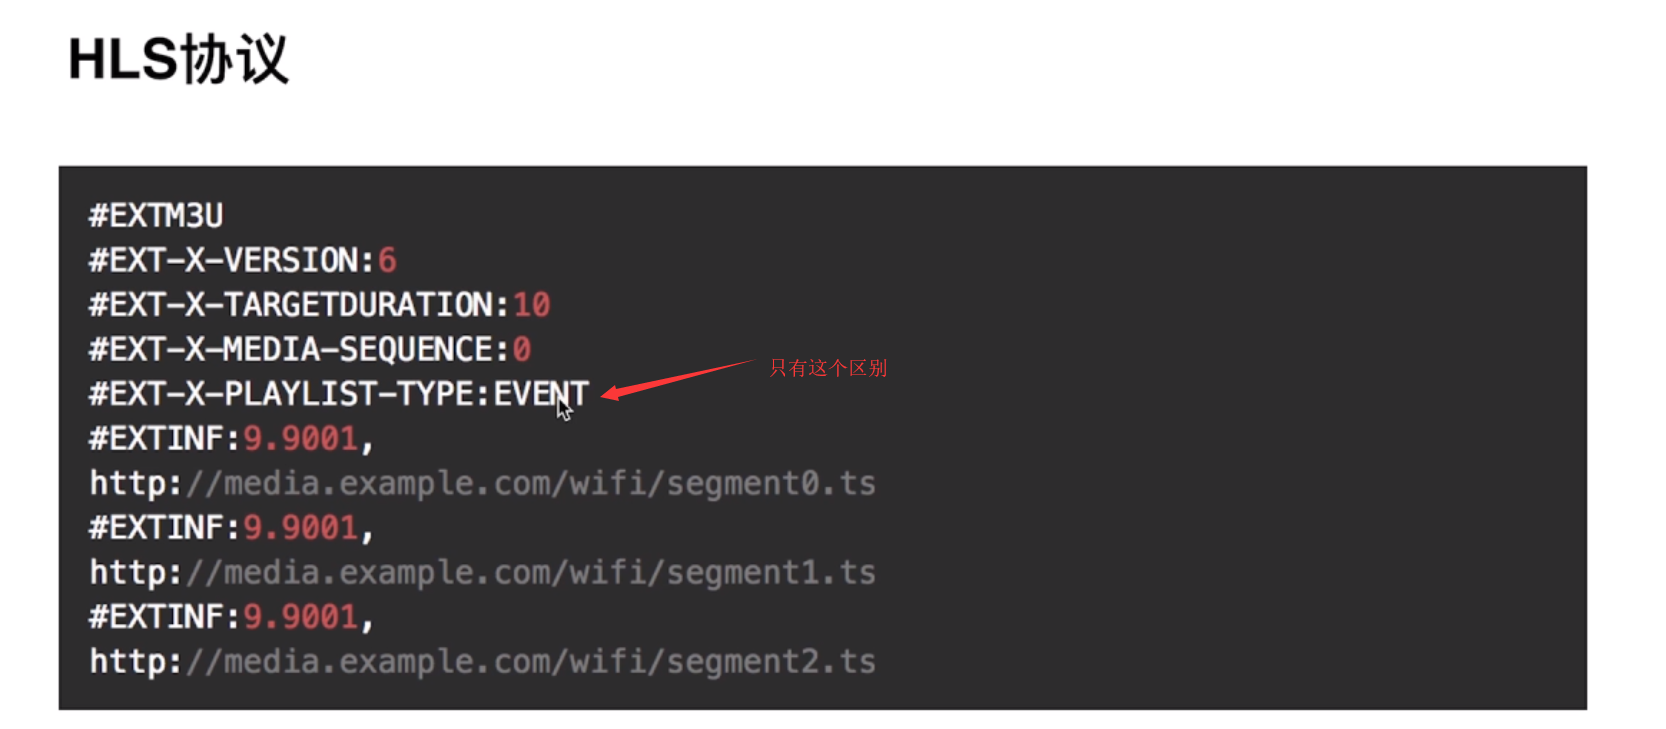 HLS协议
#EXTM3U
#EXT-X-VERSION:6
#EXT-X-TARGETDURATION:10
#EXT-X-MEDIA-SEQUENCE:0
只有这个区别
#EXT-X-PLAYLIST-TYPE:EVENT
#EXTINF:9.9001,
http://media.example.com/wifi/segment0.ts
#EXTINF:9.9001,
http://media.example.com/wifi/segment1.ts
#EXTINF:9.9001,
http://media.example.com/wifi/segment2.ts